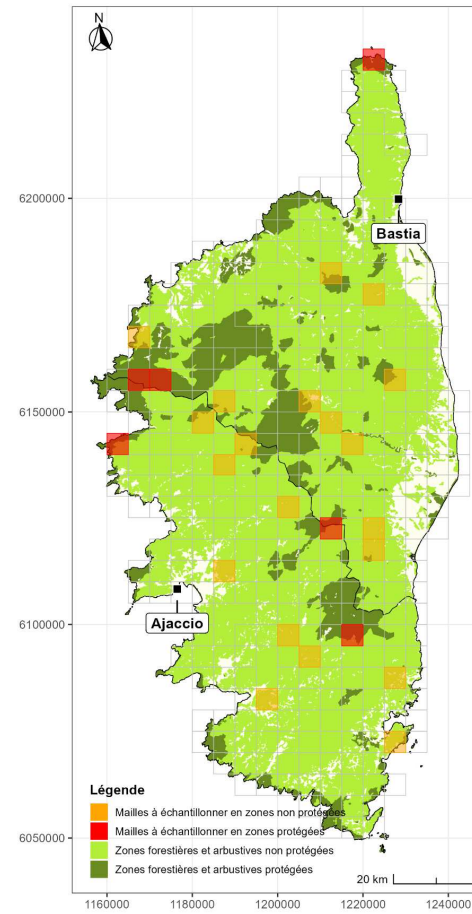 N
6200000
Bastia
6150000
6100000
Ajaccio
6050000
Légende
Mailles à échantillonner en zones non protégées
Mailles à échantillonner en zones protégées
Zones forestières et arbustives non protégées
Zones forestières et arbustives protégées
20 km
1160000 1180000 1200000 1220000 1240000